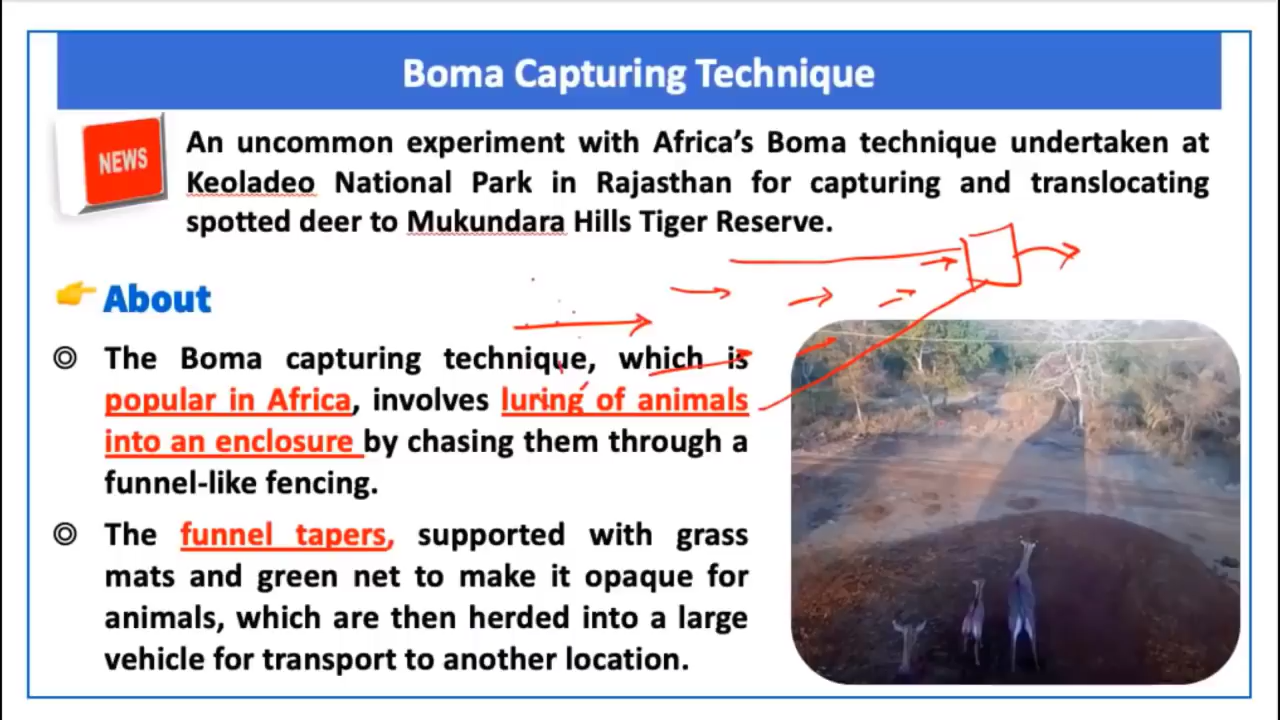 Boma Capturing Technique
NEWS
An uncommon experiment with Africa's Boma technique undertaken at
Keoladeo National Park in Rajasthan for capturing and translocating
spotted deer to Mukundara Hills Tiger Reserve.
About
The Boma capturing technique, which is
popular in Africa, involves luring of animals
into an enclosure by chasing them through a
funnel-like fencing.
The funnel tapers, supported with grass
mats and green net to make it opaque for
animals, which are then herded into a large
vehicle for transport to another location.